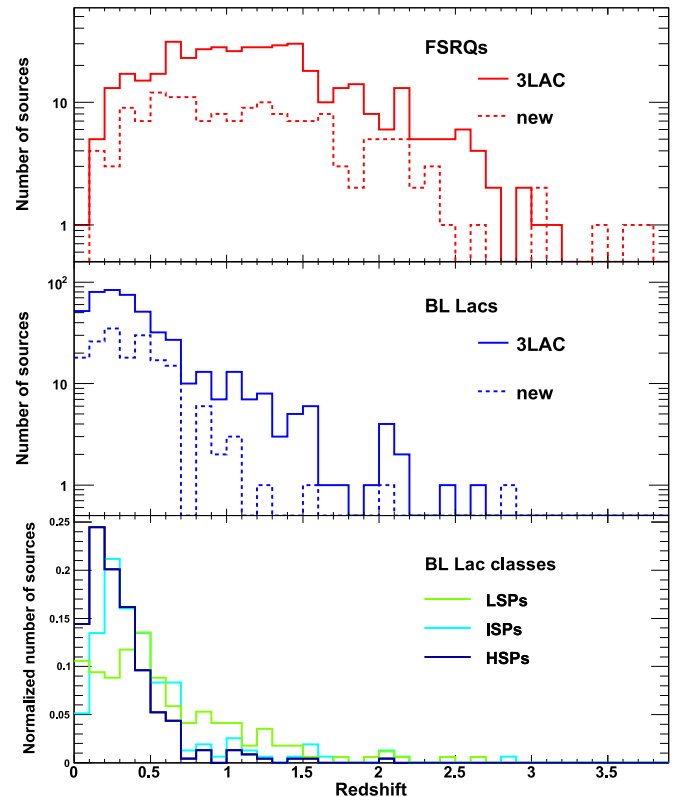 FSRQs
3LAC
new
10
1
Number of sources
BL Lacs
3LAC
new
10²
10
1
Number of sources
BL Lac classes
LSPs
ISPs
HSPs
0.25
0.2
0.15
0.1
0.05
0
Normalized number of sources
0 0.5 1 1.5 2 2.5 3 3.5
Redshift